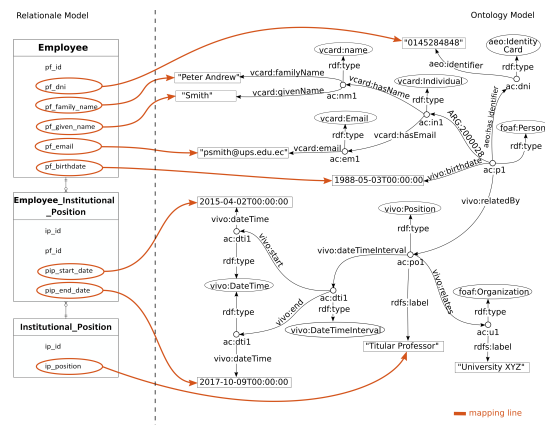 Relationale Model
Ontology Model
Employee
pf_id
pf_dni
pf_family_name
pf_given_name
pf_email
pf_birthdate
Employee_Institutional
_Position
ip_id
pf_id
pip_start_date
pip_end_date
Institutional_Position
ip_id
ip_position
"0145284848"
aeo:Identity
Card
aeo:identifier
rdf:type
ac:dni
vcard:name
rdf:type
"Peter Andrew"
vcard:familyName
"Smith"
vcard:givenName
ac:nm1
vcard:hasName
vcard:Individual
rdf:type
ac:in1
vcard:Email
rdf:type
vcard:hasEmail
"psmith@ups.edu.ec"
vcard:email
ac:em1
ARG:2000028
aeo:has identifier
foaf:Person
rdf:type
ac:p1
1988-05-03T00:00:00
vivo:birthdate
vivo:relatedBy
2015-04-02T00:00:00
vivo:dateTime
ac:dti1
rdf:type
vivo:start
vivo:DateTime
rdf:type
vivo:end
ac:dti1
vivo:dateTime
2017-10-09T00:00:00
vivo:Position
rdf:type
vivo:dateTimeInterval
ac:po1
ac:dti1
rdf:type
vivo:DateTimeInterval
rdfs:label
"Titular Professor"
vivo:relates
foaf:Organization
rdf:type
ac:u1
rdfs:label
"University XYZ"
mapping line